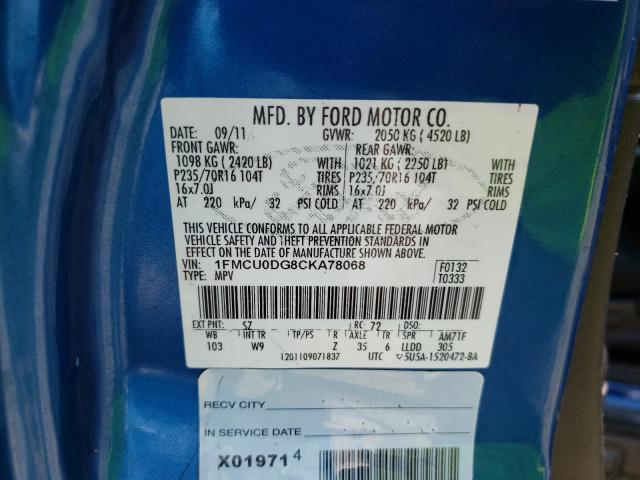 MFD. BY FORD MOTOR CO.
DATE: 09/11 GVWR: 2050 KG ( 4520 LB)
FRONT GAWR: REAR GAWR:
1098 KG ( 2420 LB) WITH 1021 KG ( 2250 LB) WITH
P235/70R16 104T TIRES P235/70R16 104T TIRES
16x7.0J RIMS 16x7.0J RIMS
AT 220 kPa/ 32 PSI COLD AT 220 kPa/ 32 PSI COLD
THIS VEHICLE CONFORMS TO ALL APPLICABLE FEDERAL MOTOR
VEHICLE SAFETY AND THEFT PREVENTION STANDARDS IN
EFFECT ON THE DATE OF MANUFACTURE SHOWN ABOVE.
VIN: 1FMCU0DG8CKA78068 F0132
TYPE: MPV T0333
EXT PNT: SZ RC: 72 DSO:
WB INT TR TP/PS R AXLE TR SPR AM71F
103 W9 Z 35 6 LLDD 305
1201109071837 UTC 5U5A-1520472-BA
RECV CITY
IN SERVICE DATE
X01971 4